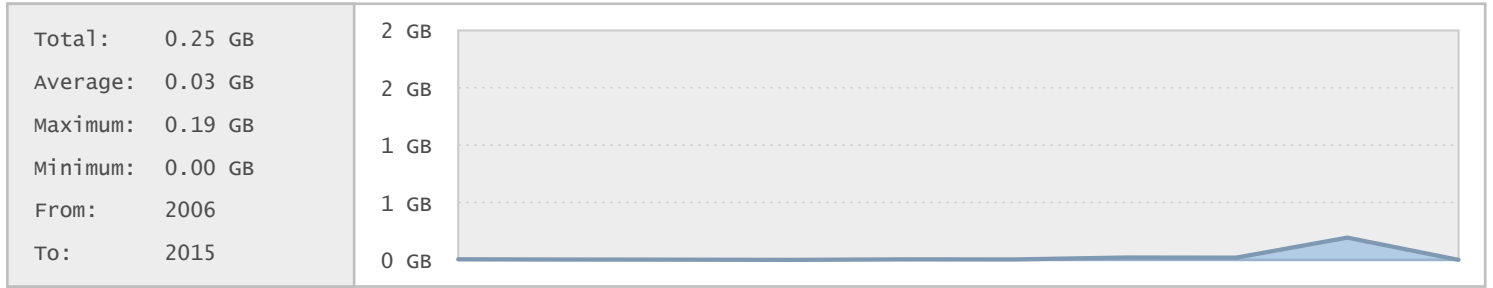 Total: 0.25 GB
Average: 0.03 GB
Maximum: 0.19 GB
Minimum: 0.00 GB
From: 2006
To: 2015
2 GB
2 GB
1 GB
1 GB
0 GB